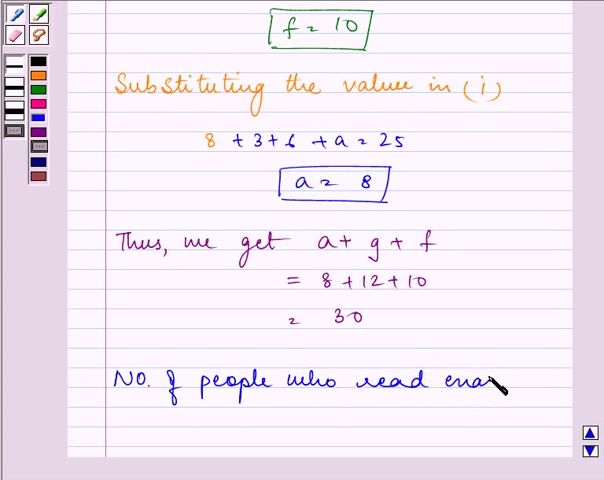 f = 10
Substituting the value in (i)
8 + 3 + 6 + a = 25
a = 8
Thus, we get a + g + f
= 8 + 12 + 10
= 30
No. of people who read